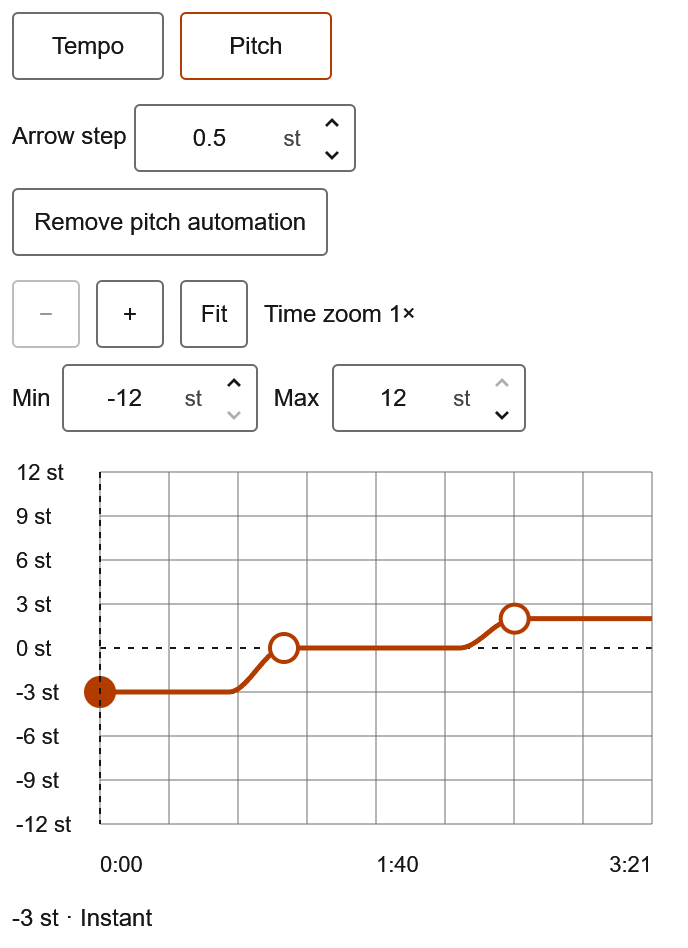 Tempo Pitch
Arrow step 0.5 st
Remove pitch automation
− + Fit Time zoom 1×
Min -12 st Max 12 st
12 st
9 st
6 st
3 st
0 st
-3 st
-6 st
-9 st
-12 st
0:00 1:40 3:21
-3 st · Instant